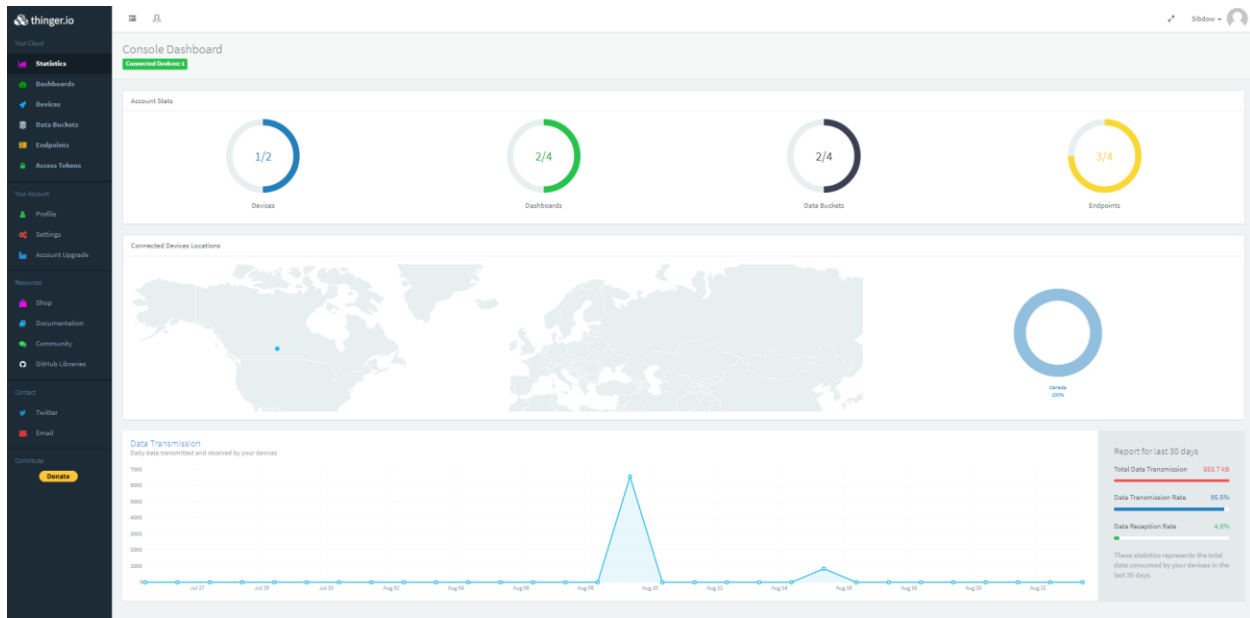 thinger.io
Sibdow
Your Cloud
Statistics
Dashboards
Devices
Data Buckets
Endpoints
Access Tokens
Your Account
Profile
Settings
Account Upgrade
Resources
Shop
Documentation
Community
GitHub Libraries
Contact
Twitter
Email
Contribute
Donate
Console Dashboard
Connected Devices: 1
Account Stats
1/2
2/4
2/4
3/4
Devices
Dashboards
Data Buckets
Endpoints
Connected Devices Locations
Canada
100%
Data Transmission
Daily data transmitted and received by your devices
7000
6000
5000
4000
3000
2000
1000
0
Jul 27
Jul 29
Jul 31
Aug 02
Aug 04
Aug 06
Aug 08
Aug 10
Aug 12
Aug 14
Aug 16
Aug 18
Aug 20
Aug 22
Report for last 30 days
Total Data Transmission
kB
Data Transmission Rate 95.5%
Data Reception Rate 4.5%
These statistics represents the total
data consumed by your devices in the
last 30 days.